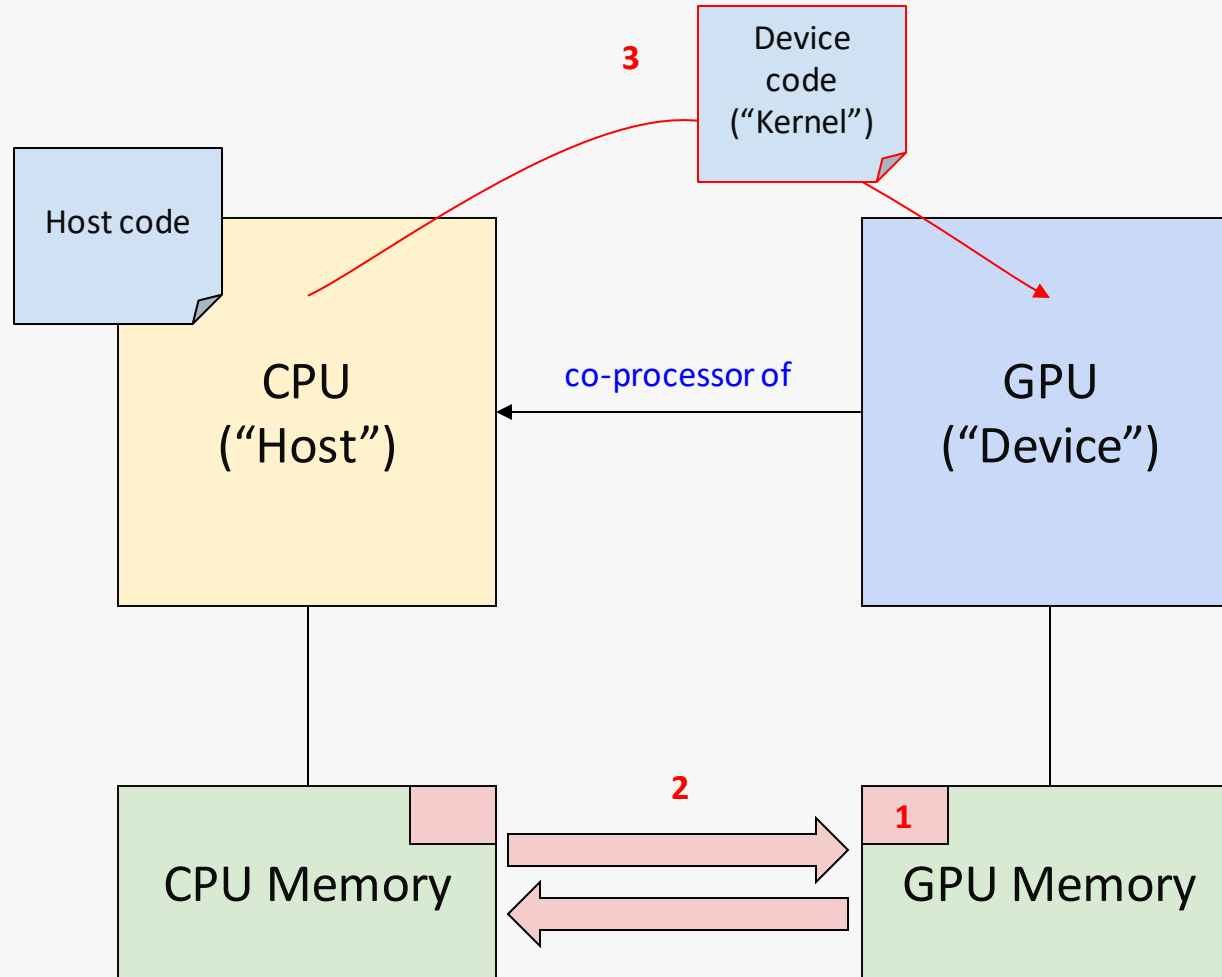 3
Device
code
(“Kernel”)
Host code
CPU
(“Host”)
co-processor of
GPU
(“Device”)
2
1
CPU Memory
GPU Memory